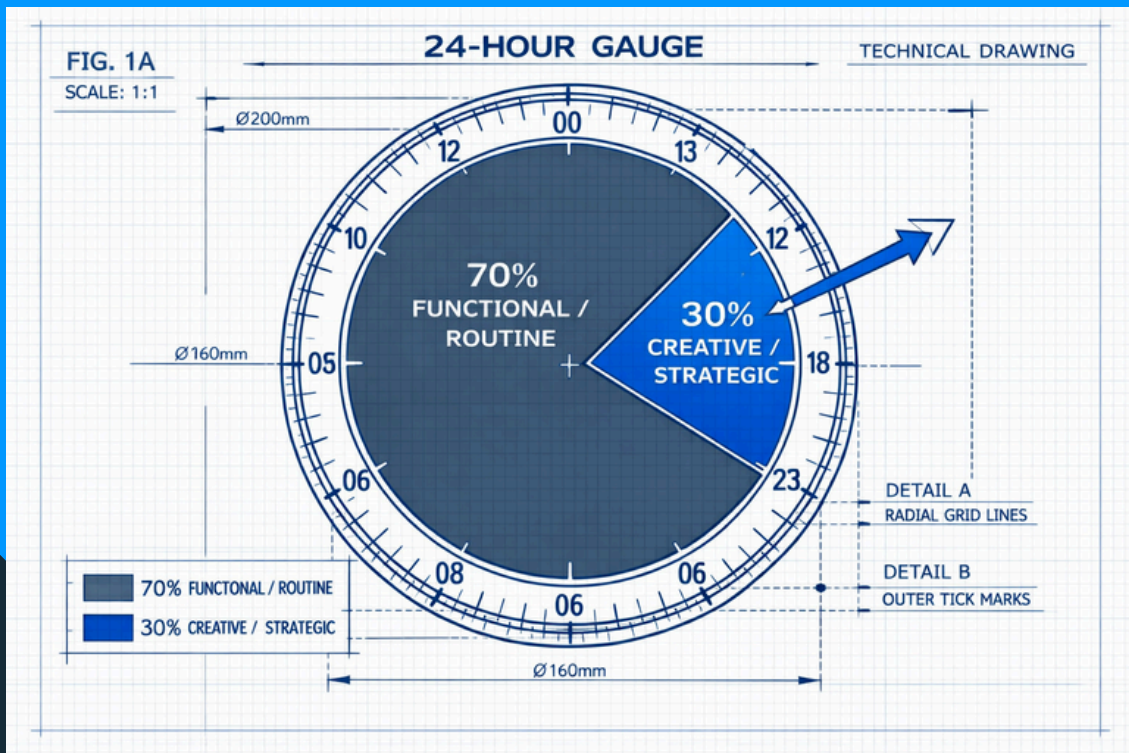 24-HOUR GAUGE
FIG. 1A
SCALE: 1:1
TECHNICAL DRAWING
Ø200mm
00
12
13
10
12
70%
FUNCTIONAL /
ROUTINE
30%
CREATIVE /
STRATEGIC
Ø160mm
05
18
06
23
08
06
06
DETAIL A
RADIAL GRID LINES
DETAIL B
OUTER TICK MARKS
70% FUNCTONAL / ROUTINE
30% CREATIVE / STRATEGIC
Ø160mm